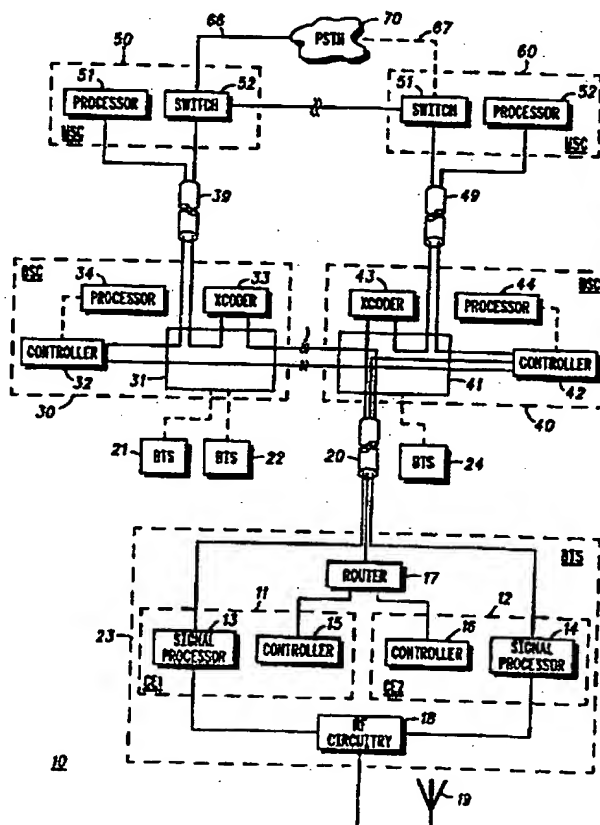 70
66
67
50
PSTN
60
51
52
51
52
PROCESSOR
SWITCH
SWITCH
PROCESSOR
MSC
MSC
39
49
BSC
34
33
43
44
BSC
PROCESSOR
XCODER
XCODER
PROCESSOR
CONTROLLER
CONTROLLER
32
31
41
42
30
40
21
BTS
BTS
22
20
BTS
24
BTS
ROUTER
17
11
12
13
15
16
14
23
SIGNAL
PROCESSOR
CONTROLLER
CONTROLLER
SIGNAL
PROCESSOR
CE1
CE2
RF
CIRCUITRY
18
10
19